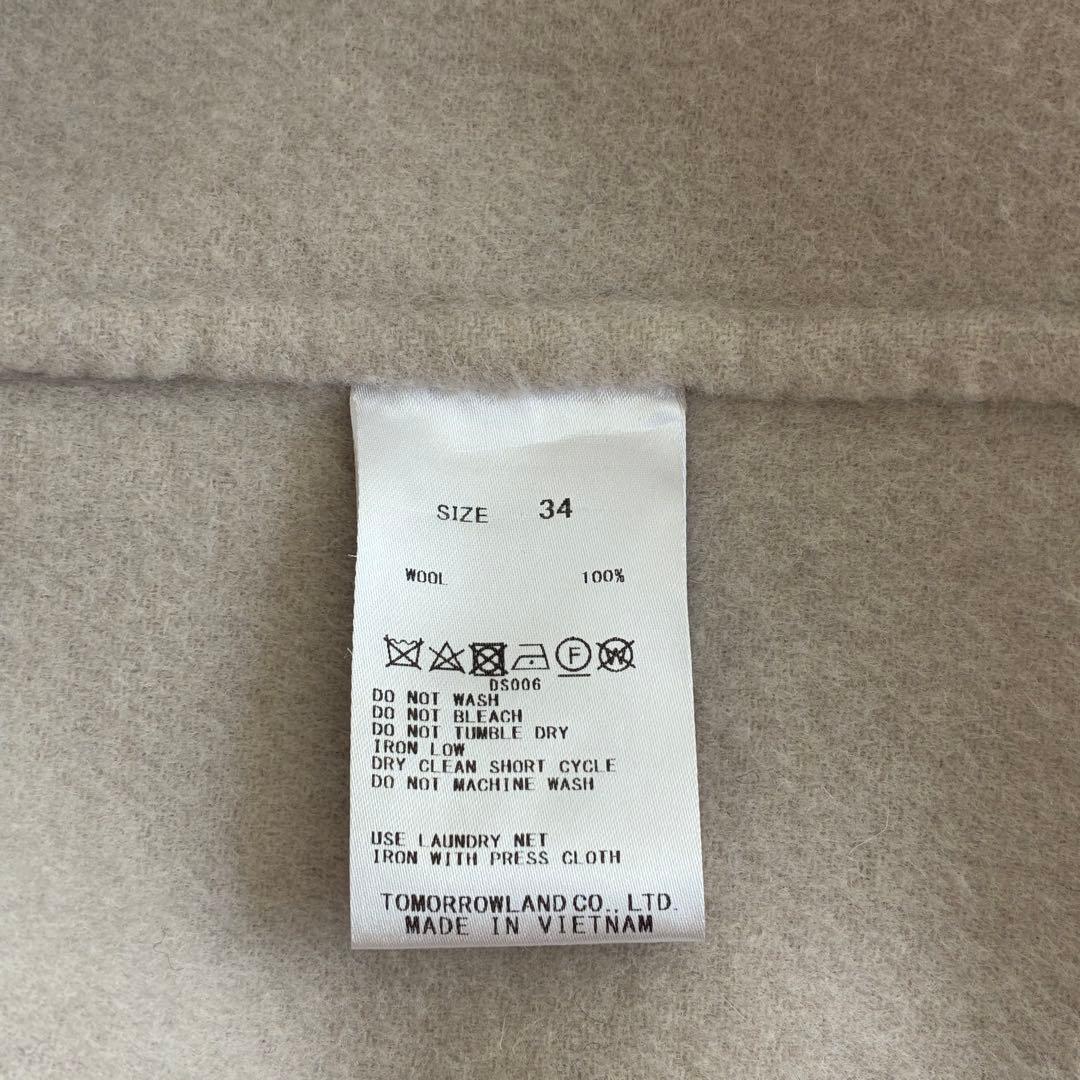 SIZE 34
WOOL 100%
F W
DS006
DO NOT WASH
DO NOT BLEACH
DO NOT TUMBLE DRY
IRON LOW
DRY CLEAN SHORT CYCLE
DO NOT MACHINE WASH
USE LAUNDRY NET
IRON WITH PRESS CLOTH
TOMORROWLAND CO., LTD.
MADE IN VIETNAM